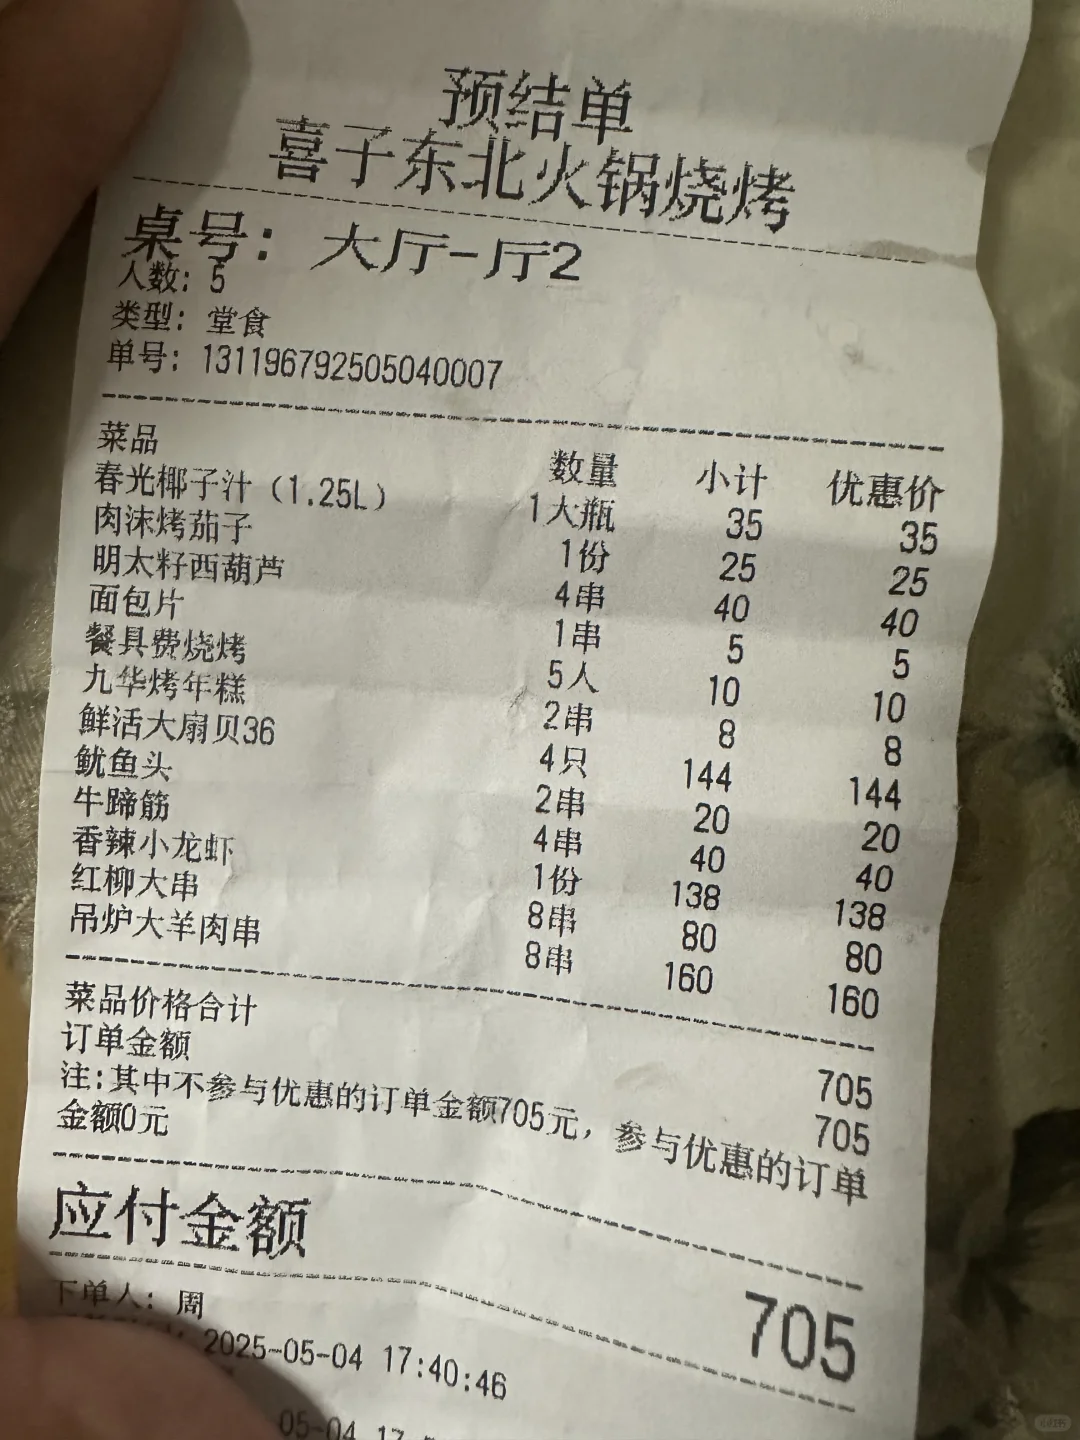 预结单
喜子东北火锅烧烤
桌号：大厅-厅2
人数：5
类型：堂食
单号：131196792505040007
菜品 数量 小计 优惠价
春光椰子汁（1.25L） 1大瓶 35 35
肉沫烤茄子 1份 25 25
明太籽西葫芦 4串 40 40
面包片 1串 5 5
餐具费烧烤 5人 10 10
九华烤年糕 2串 8 8
鲜活大扇贝36 4只 144 144
鱿鱼头 2串 20 20
牛蹄筋 4串 40 40
香辣小龙虾 1份 138 138
红柳大串 8串 80 80
吊炉大羊肉串 8串 160 160
菜品价格合计 705
订单金额 705
注：其中不参与优惠的订单金额705元，参与优惠的订单
金额0元
应付金额 705
下单人：周
2025-05-04 17:40:46
05-04 17